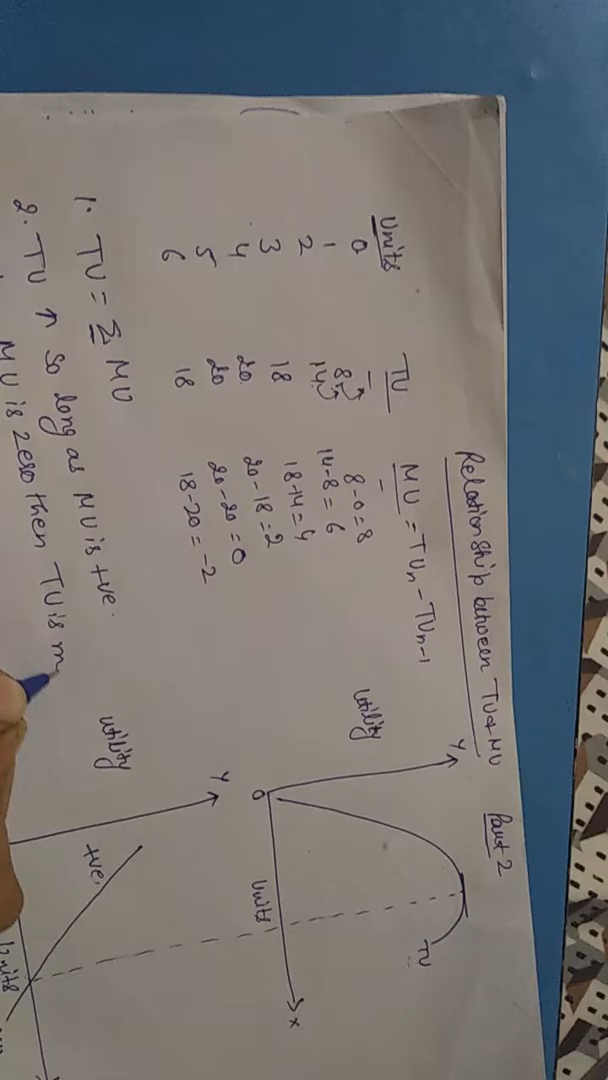 Relationship between TU & MU
Part 2
Units TU MU = TUn - TUn-1
0 -
1 8 8-0=8
2 14 14-8=6
3 18 18-14=4
4 20 20-18=2
5 20 20-20=0
6 18 18-20=-2
1. TU = Σ MU
2. TU ↑ so long as MU is +ve.
MU is zero then TU is m
Utility
Y
TU
O
Units
X
Utility
Y
+ve
Units